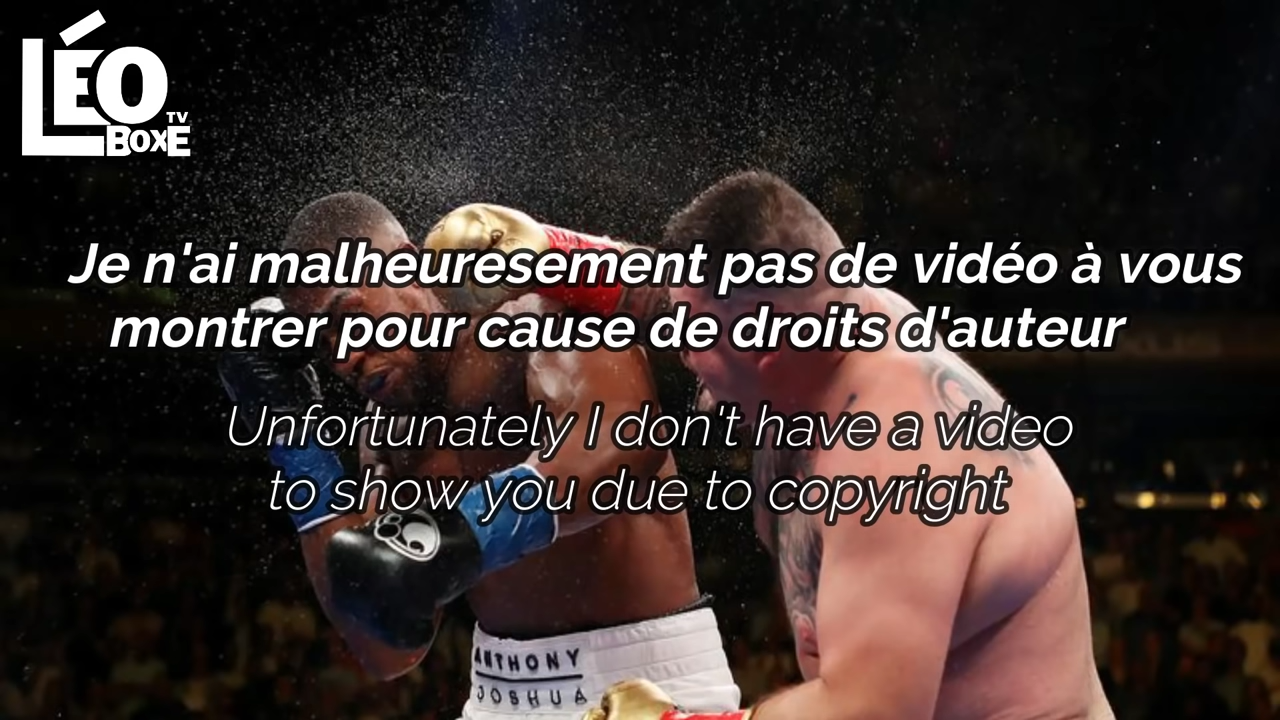 LÉO
TV
BOXE
Je n'ai malheuresement pas de vidéo à vous
montrer pour cause de droits d'auteur
Unfortunately I don't have a video
to show you due to copyright
ANTHONY
JOSHUA